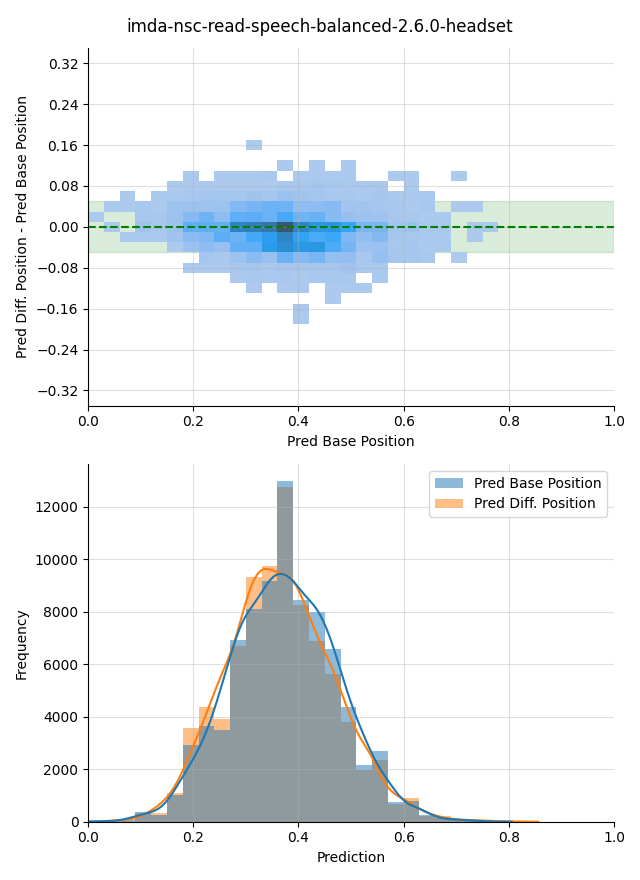 imda-nsc-read-speech-balanced-2.6.0-headset
Pred Diff. Position - Pred Base Position
0.32
0.24
0.16
0.08
0.00
−0.08
−0.16
−0.24
−0.32
0.0 0.2 0.4 0.6 0.8 1.0
Pred Base Position
Pred Base Position
Pred Diff. Position
Frequency
12000
10000
8000
6000
4000
2000
0
0.0 0.2 0.4 0.6 0.8 1.0
Prediction